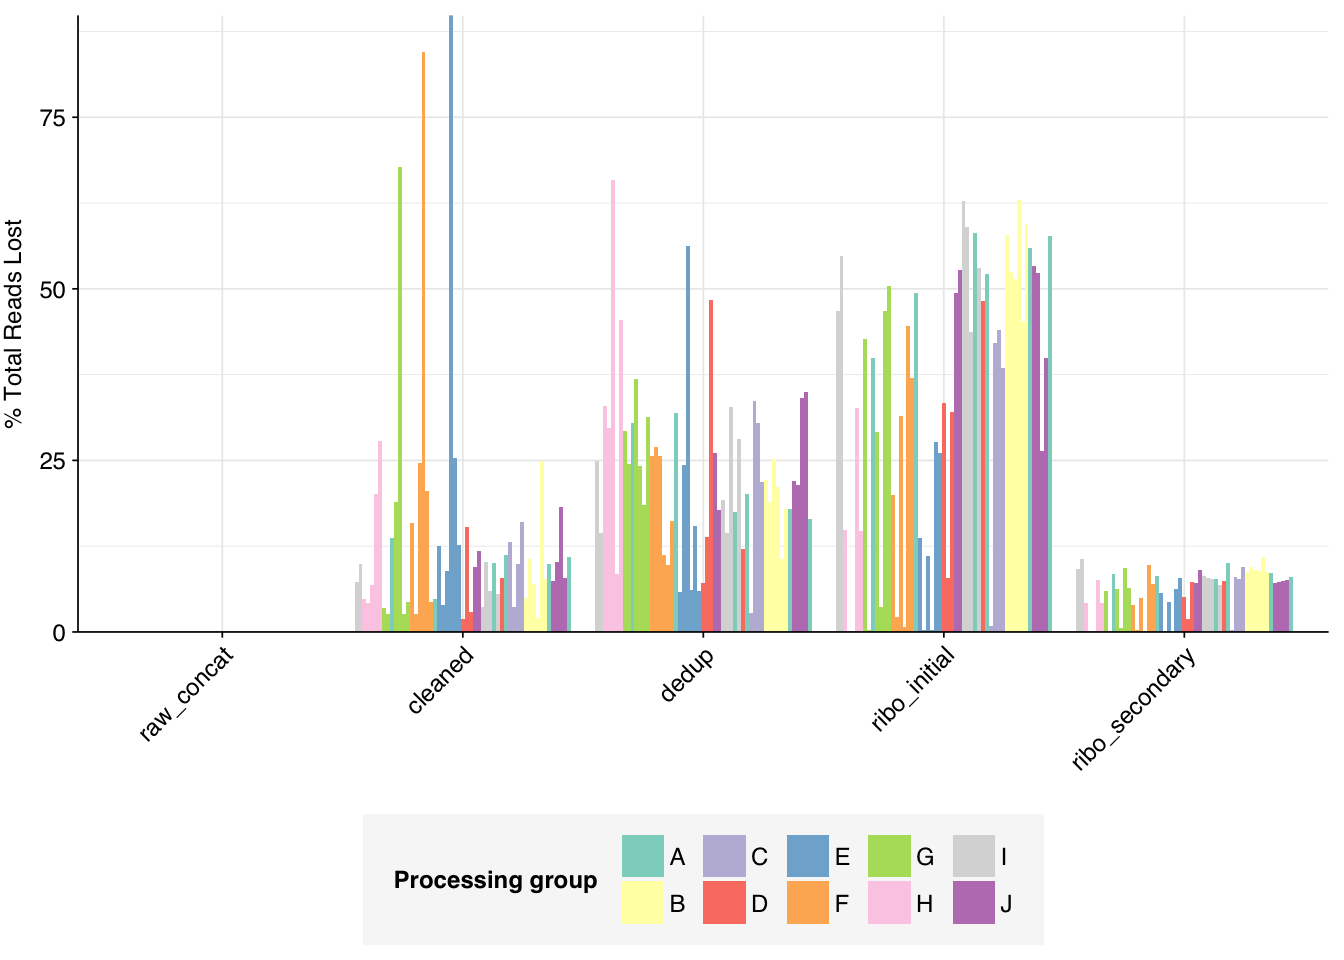 % Total Reads Lost
75
50
25
0
raw_concat
cleaned
dedup
ribo_initial
ribo_secondary
Processing group
A C E G I
B D F H J